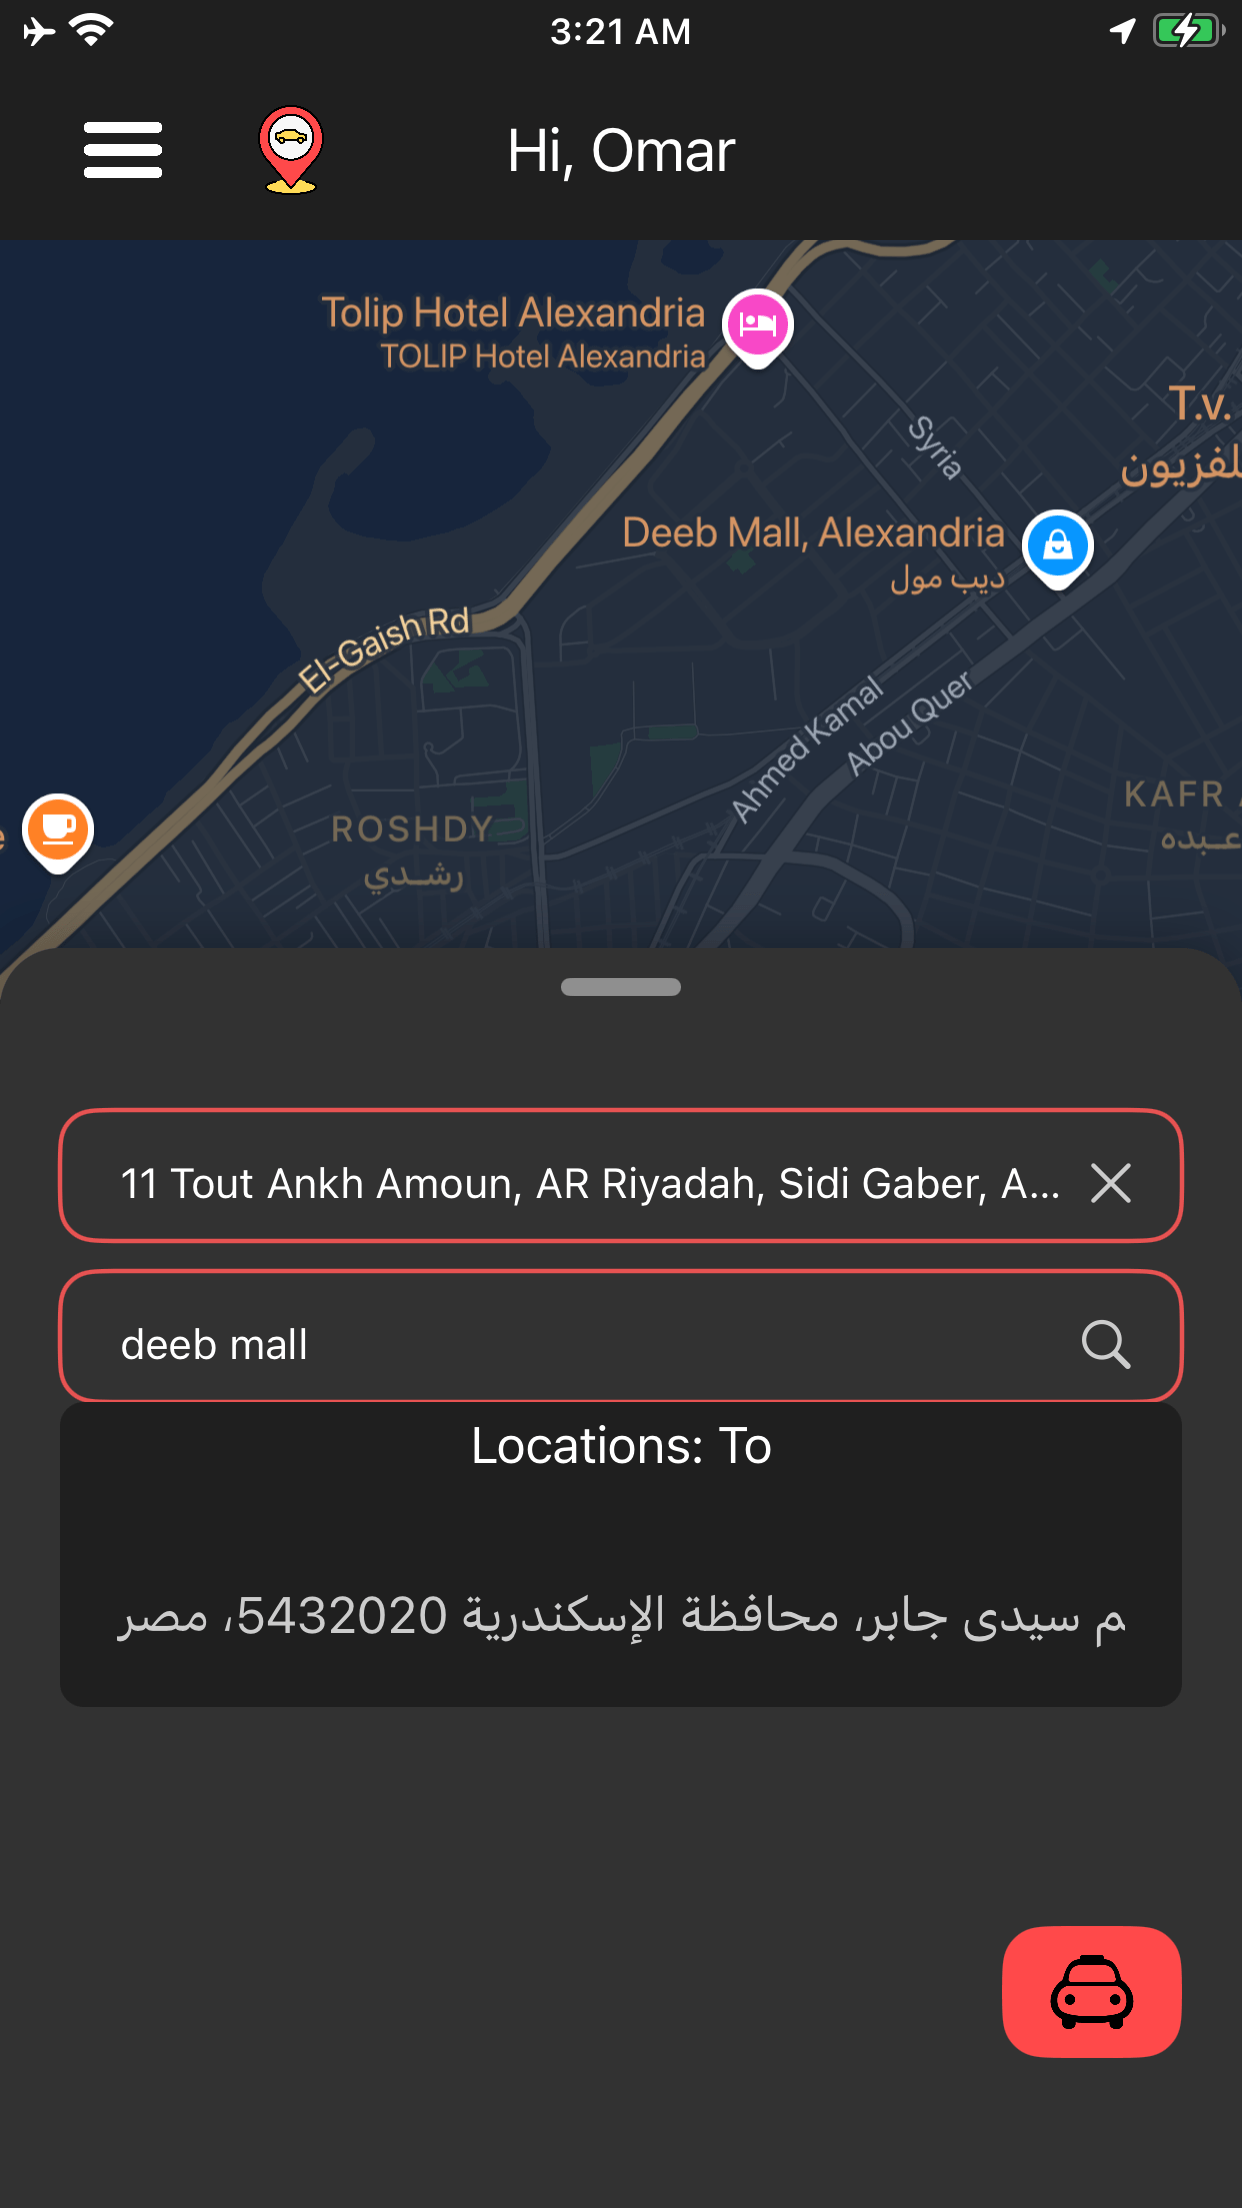 3:21 AM
Hi, Omar
Tolip Hotel Alexandria
TOLIP Hotel Alexandria
Syria
T.v.
Deeb Mall, Alexandria
ديب مول
El-Gaish Rd
Ahmed Kamal
Abou Quer
ROSHDY
رشدي
KAFR
عبده
11 Tout Ankh Amoun, AR Riyadah, Sidi Gaber, A...
deeb mall
Locations: To
سيدى جابر، محافظة الإسكندرية 5432020، مصر